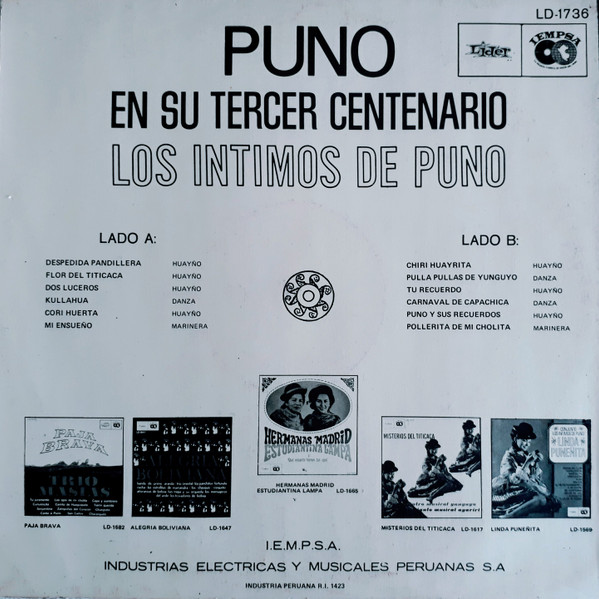 LD-1736
PUNO
Lider
IEMPSA
EN SU TERCER CENTENARIO
LOS INTIMOS DE PUNO
LADO A:
DESPEDIDA PANDILLERA HUAYÑO
FLOR DEL TITICACA HUAYÑO
DOS LUCEROS HUAYÑO
KULLAHUA DANZA
CORI HUERTA HUAYÑO
MI ENSUEÑO MARINERA
LADO B:
CHIRI HUAYRITA HUAYÑO
PULLA PULLAS DE YUNGUYO DANZA
TU RECUERDO HUAYÑO
CARNAVAL DE CAPACHICA DANZA
PUNO Y SUS RECUERDOS HUAYÑO
POLLERITA DE MI CHOLITA MARINERA
PAJA
BRAVA
TRIO
HERMANAS MADRID
ESTUDIANTINA LAMPA
MISTERIOS DEL TITICACA
LINDA
PUNEÑITA
PAJA BRAVA LD-1682
ALEGRIA BOLIVIANA LD-1647
HERMANAS MADRID
ESTUDIANTINA LAMPA LD-1665
MISTERIOS DEL TITICACA LD-1617
LINDA PUNEÑITA LD-1569
I.E.M.P.S.A.
INDUSTRIAS ELECTRICAS Y MUSICALES PERUANAS S.A
INDUSTRIA PERUANA R.I. 1423